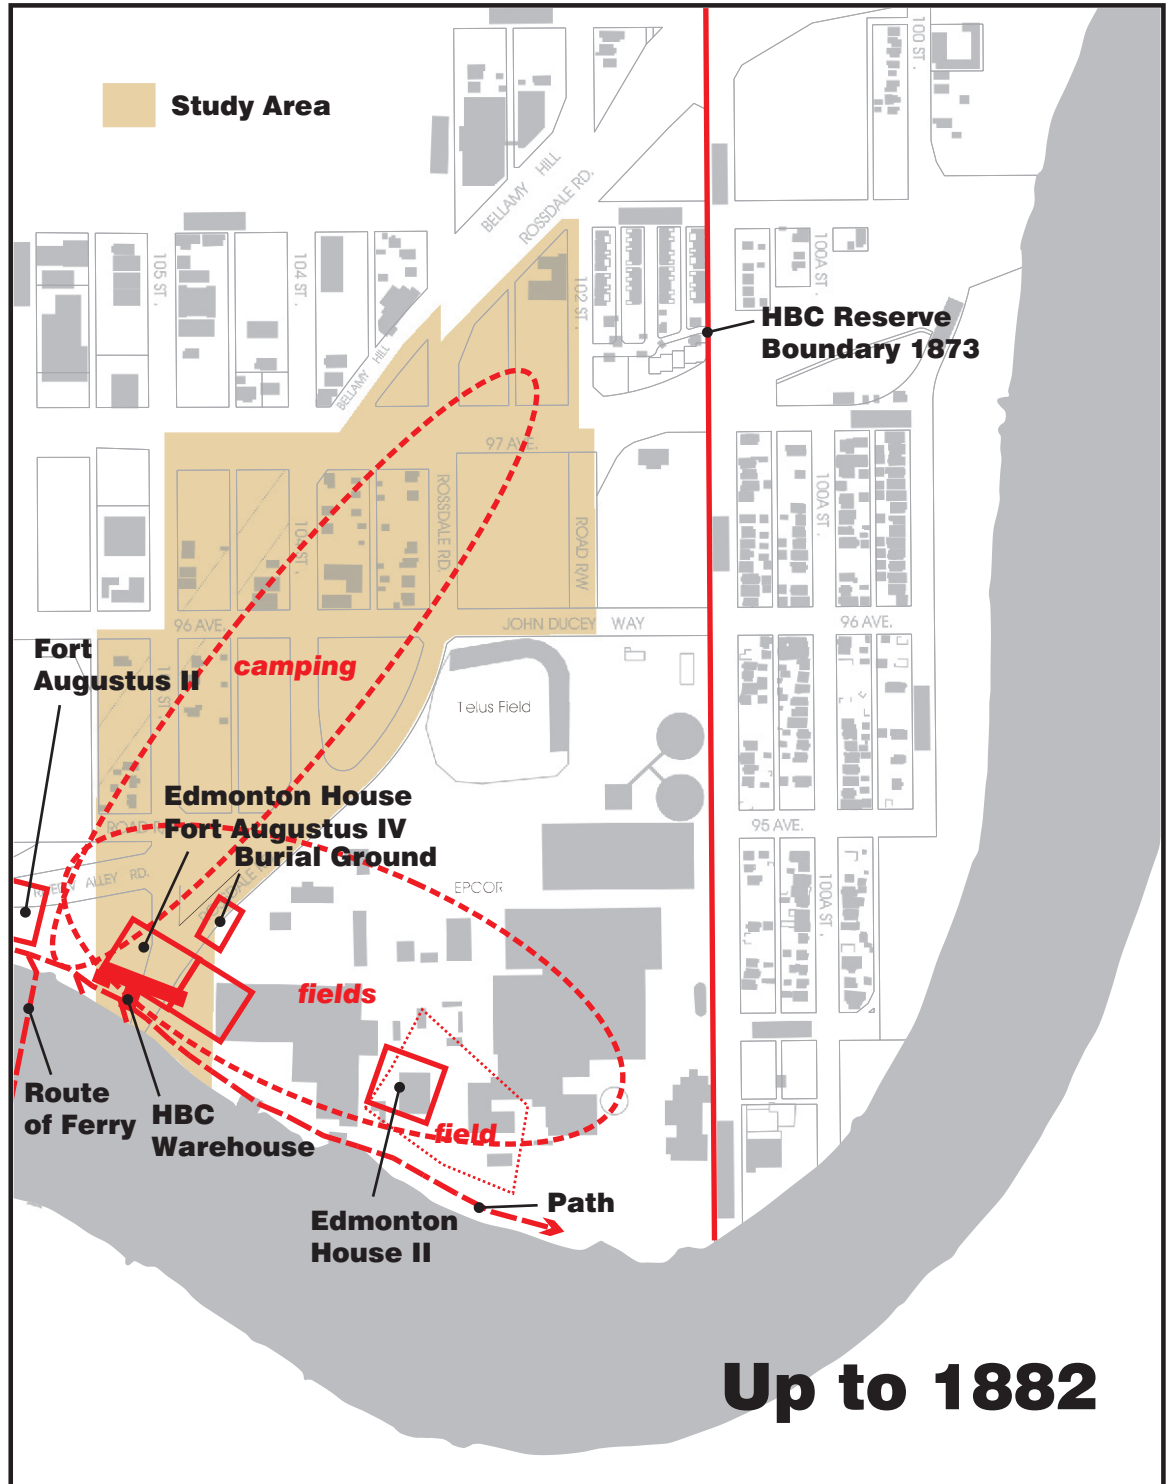 100 ST.
Study Area
BELLAMY HILL
ROSSDALE RD.
105 ST.
104 ST.
102 ST.
100A ST.
HBC Reserve
Boundary 1873
BELLAMY HILL
97 AVE.
ROSSDALE RD.
ROAD R/W
100A ST.
96 AVE.
JOHN DUCEY WAY
96 AVE.
Fort
Augustus II
camping
Telus Field
Edmonton House
Fort Augustus IV
Burial Ground
95 AVE.
ALLEY RD.
EPCOR
100A ST.
fields
Route
of Ferry
HBC
Warehouse
field
Path
Edmonton
House II
Up to 1882